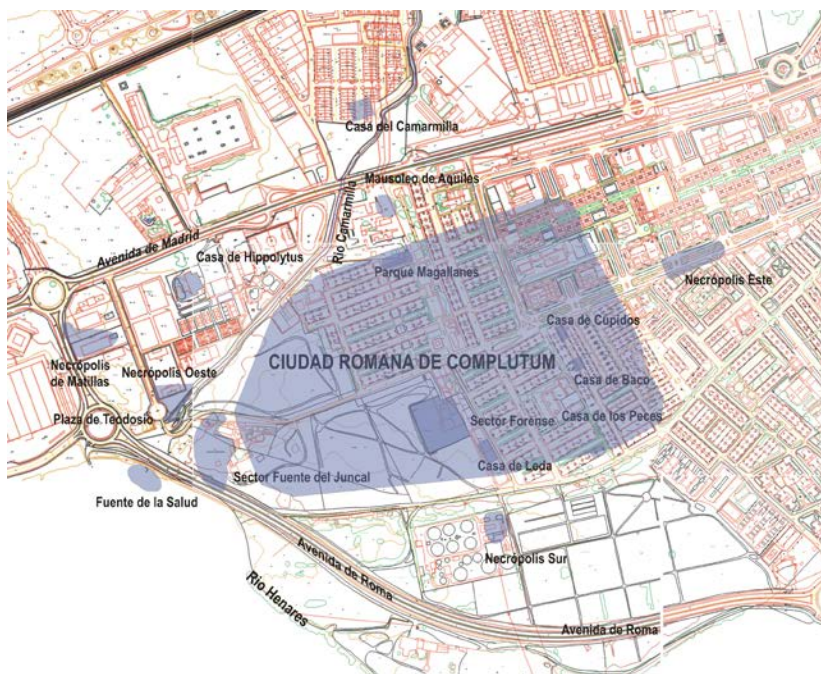 Casa del Camarmilla
Mausoleo de Aquiles
Río Camarmilla
Avenida de Madrid
Casa de Hippolytus
Parque Magallanes
Necrópolis Este
Casa de Cupidos
Necrópolis
de Matillas
Necrópolis Oeste
CIUDAD ROMANA DE COMPLUTUM
Casa de Baco
Plaza de Teodosio
Sector Forense
Casa de los Peces
Casa de Leda
Sector Fuente del Juncal
Fuente de la Salud
Avenida de Roma
Necrópolis Sur
Río Henares
Avenida de Roma